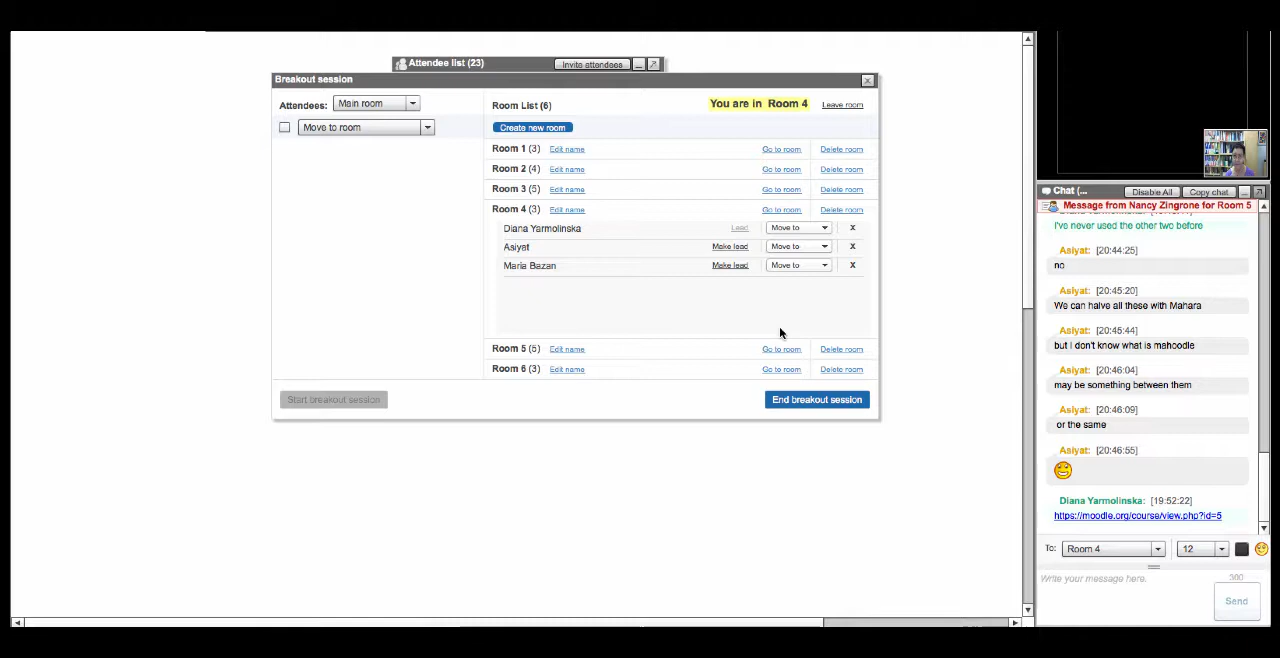 Attendee list (23) Invite attendees
Breakout session
Attendees: Main room Room List (6) You are in Room 4 Leave room
Move to room Create new room
Room 1 (3) Edit name Go to room Delete room
Room 2 (4) Edit name Go to room Delete room
Room 3 (5) Edit name Go to room Delete room
Room 4 (3) Edit name Go to room Delete room
Diana Yarmolinska Lead Move to X
Asiyat Make lead Move to X
Maria Bazan Make lead Move to X
Room 5 (5) Edit name Go to room Delete room
Room 6 (3) Edit name Go to room Delete room
Start breakout session End breakout session
Chat (... Disable All Copy chat
Message from Nancy Zingrone for Room 5
I've never used the other two before
Asiyat: [20:44:25]
no
Asiyat: [20:45:20]
We can halve all these with Mahara
Asiyat: [20:45:44]
but I don't know what is mahoodle
Asiyat: [20:46:04]
may be something between them
Asiyat: [20:46:09]
or the same
Asiyat: [20:46:55]
Diana Yarmolinska: [19:52:22]
https://moodle.org/course/view.php?id=5
To: Room 4 12
Write your message here. 300
Send